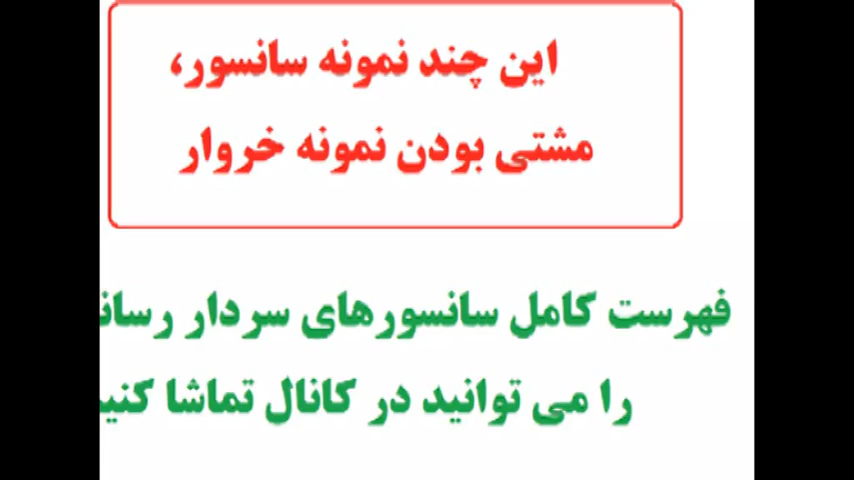 این چند نمونه سانسور،
مشتی بودن نمونه خروار
فهرست کامل سانسورهای سردار
را می توانید در کانال تماشا